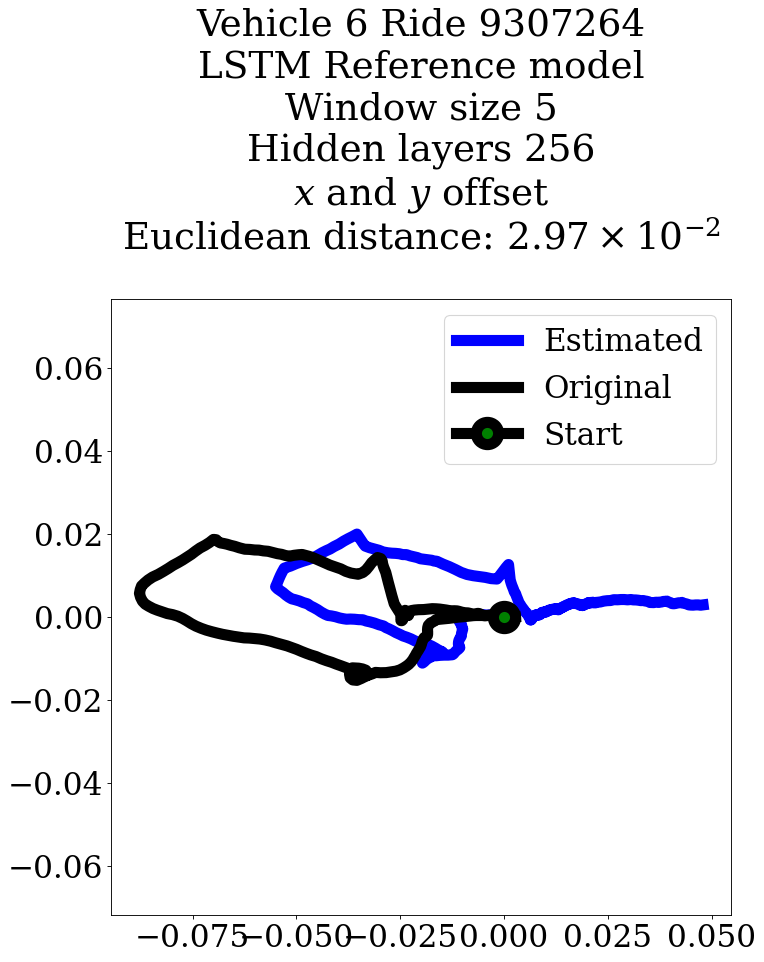 Vehicle 6 Ride 9307264
LSTM Reference model
Window size 5
Hidden layers 256
x and y offset
Euclidean distance: 2.97 × 10⁻²
Estimated
Original
Start
0.06
0.04
0.02
0.00
−0.02
−0.04
−0.06
−0.075 −0.050 −0.025 0.000 0.025 0.050